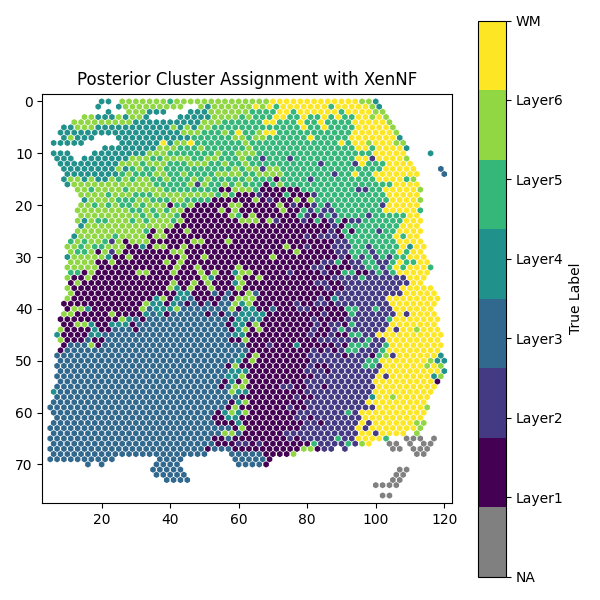 Posterior Cluster Assignment with XenNF
0
10
20
30
40
50
60
70
20
40
60
80
100
120
WM
Layer6
Layer5
Layer4
Layer3
Layer2
Layer1
NA
True Label